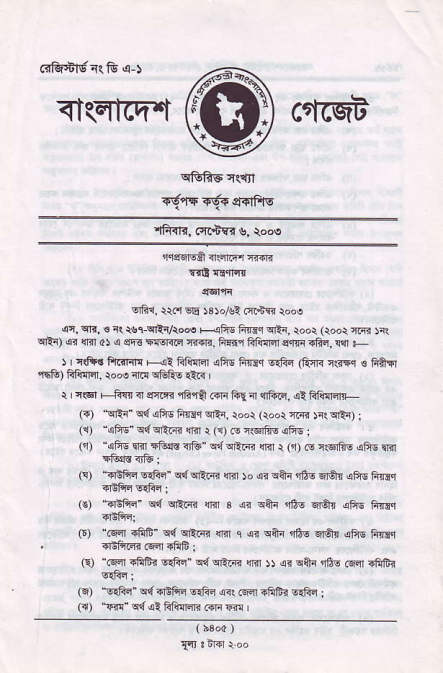 রেজিস্টার্ড নং ডি এ-১
বাংলাদেশ
গণপ্রজাতন্ত্রী বাংলাদেশ
সরকার
গেজেট
অতিরিক্ত সংখ্যা
কর্তৃপক্ষ কর্তৃক প্রকাশিত
শনিবার, সেপ্টেম্বর ৬, ২০০৩
গণপ্রজাতন্ত্রী বাংলাদেশ সরকার
স্বরাষ্ট্র মন্ত্রণালয়
প্রজ্ঞাপন
তারিখ, ২২শে ভাদ্র ১৪১০/৬ই সেপ্টেম্বর ২০০৩
এস, আর, ও নং ২৬৭-আইন/২০০৩।—এসিড নিয়ন্ত্রণ আইন, ২০০২ (২০০২ সনের ১নং
আইন) এর ধারা ৫১ এ প্রদত্ত ক্ষমতাবলে সরকার, নিম্নরূপ বিধিমালা প্রণয়ন করিল, যথা ঃ—
১। সংক্ষিপ্ত শিরোনাম।—এই বিধিমালা এসিড নিয়ন্ত্রণ তহবিল (হিসাব সংরক্ষণ ও নিরীক্ষা
পদ্ধতি) বিধিমালা, ২০০৩ নামে অভিহিত হইবে।
২। সংজ্ঞা।—বিষয় বা প্রসঙ্গের পরিপন্থী কোন কিছু না থাকিলে, এই বিধিমালায়—
(ক) “আইন” অর্থ এসিড নিয়ন্ত্রণ আইন, ২০০২ (২০০২ সনের ১নং আইন) ;
(খ) “এসিড” অর্থ আইনের ধারা ২ (খ) তে সংজ্ঞায়িত এসিড ;
(গ) “এসিড দ্বারা ক্ষতিগ্রস্ত ব্যক্তি” অর্থ আইনের ধারা ২ (গ) তে সংজ্ঞায়িত এসিড দ্বারা
ক্ষতিগ্রস্ত ব্যক্তি ;
(ঘ) “কাউন্সিল তহবিল” অর্থ আইনের ধারা ১০ এর অধীন গঠিত জাতীয় এসিড নিয়ন্ত্রণ
কাউন্সিল তহবিল ;
(ঙ) “কাউন্সিল” অর্থ আইনের ধারা ৪ এর অধীন গঠিত জাতীয় এসিড নিয়ন্ত্রণ
কাউন্সিল;
(চ) “জেলা কমিটি” অর্থ আইনের ধারা ৭ এর অধীন গঠিত জাতীয় এসিড নিয়ন্ত্রণ
কাউন্সিলের জেলা কমিটি ;
(ছ) “জেলা কমিটির তহবিল” অর্থ আইনের ধারা ১১ এর অধীন গঠিত জেলা কমিটির
তহবিল ;
(জ) “তহবিল” অর্থ কাউন্সিল তহবিল এবং জেলা কমিটির তহবিল ;
(ঝ) “ফরম” অর্থ এই বিধিমালার কোন ফরম।
( ৯৪০৫ )
মূল্য ঃ টাকা ২·০০